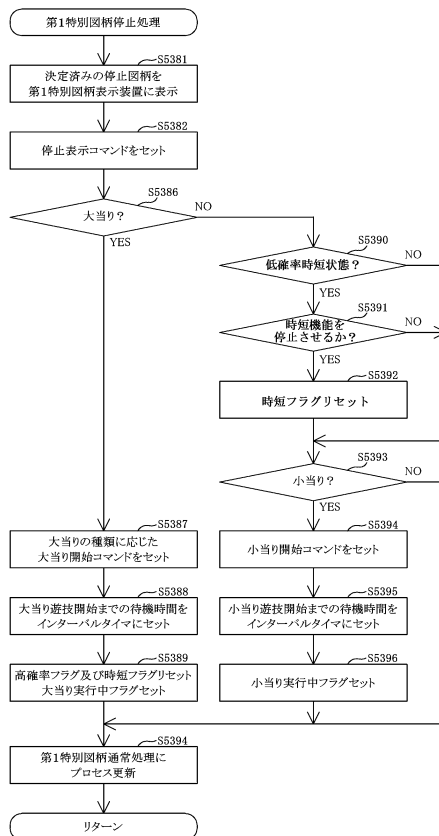 第1特別図柄停止処理
S5381
決定済みの停止図柄を
第1特別図柄表示装置に表示
S5382
停止表示コマンドをセット
S5386
大当り？
NO
YES
S5390
低確率時短状態？
NO
YES
S5391
時短機能を
停止させるか？
NO
YES
S5392
時短フラグリセット
S5393
小当り？
NO
YES
S5387
大当りの種類に応じた
大当り開始コマンドをセット
S5394
小当り開始コマンドをセット
S5388
大当り遊技開始までの待機時間を
インターバルタイマにセット
S5395
小当り遊技開始までの待機時間を
インターバルタイマにセット
S5389
高確率フラグ及び時短フラグリセット
大当り実行中フラグセット
S5396
小当り実行中フラグセット
S5394
第1特別図柄通常処理に
プロセス更新
リターン